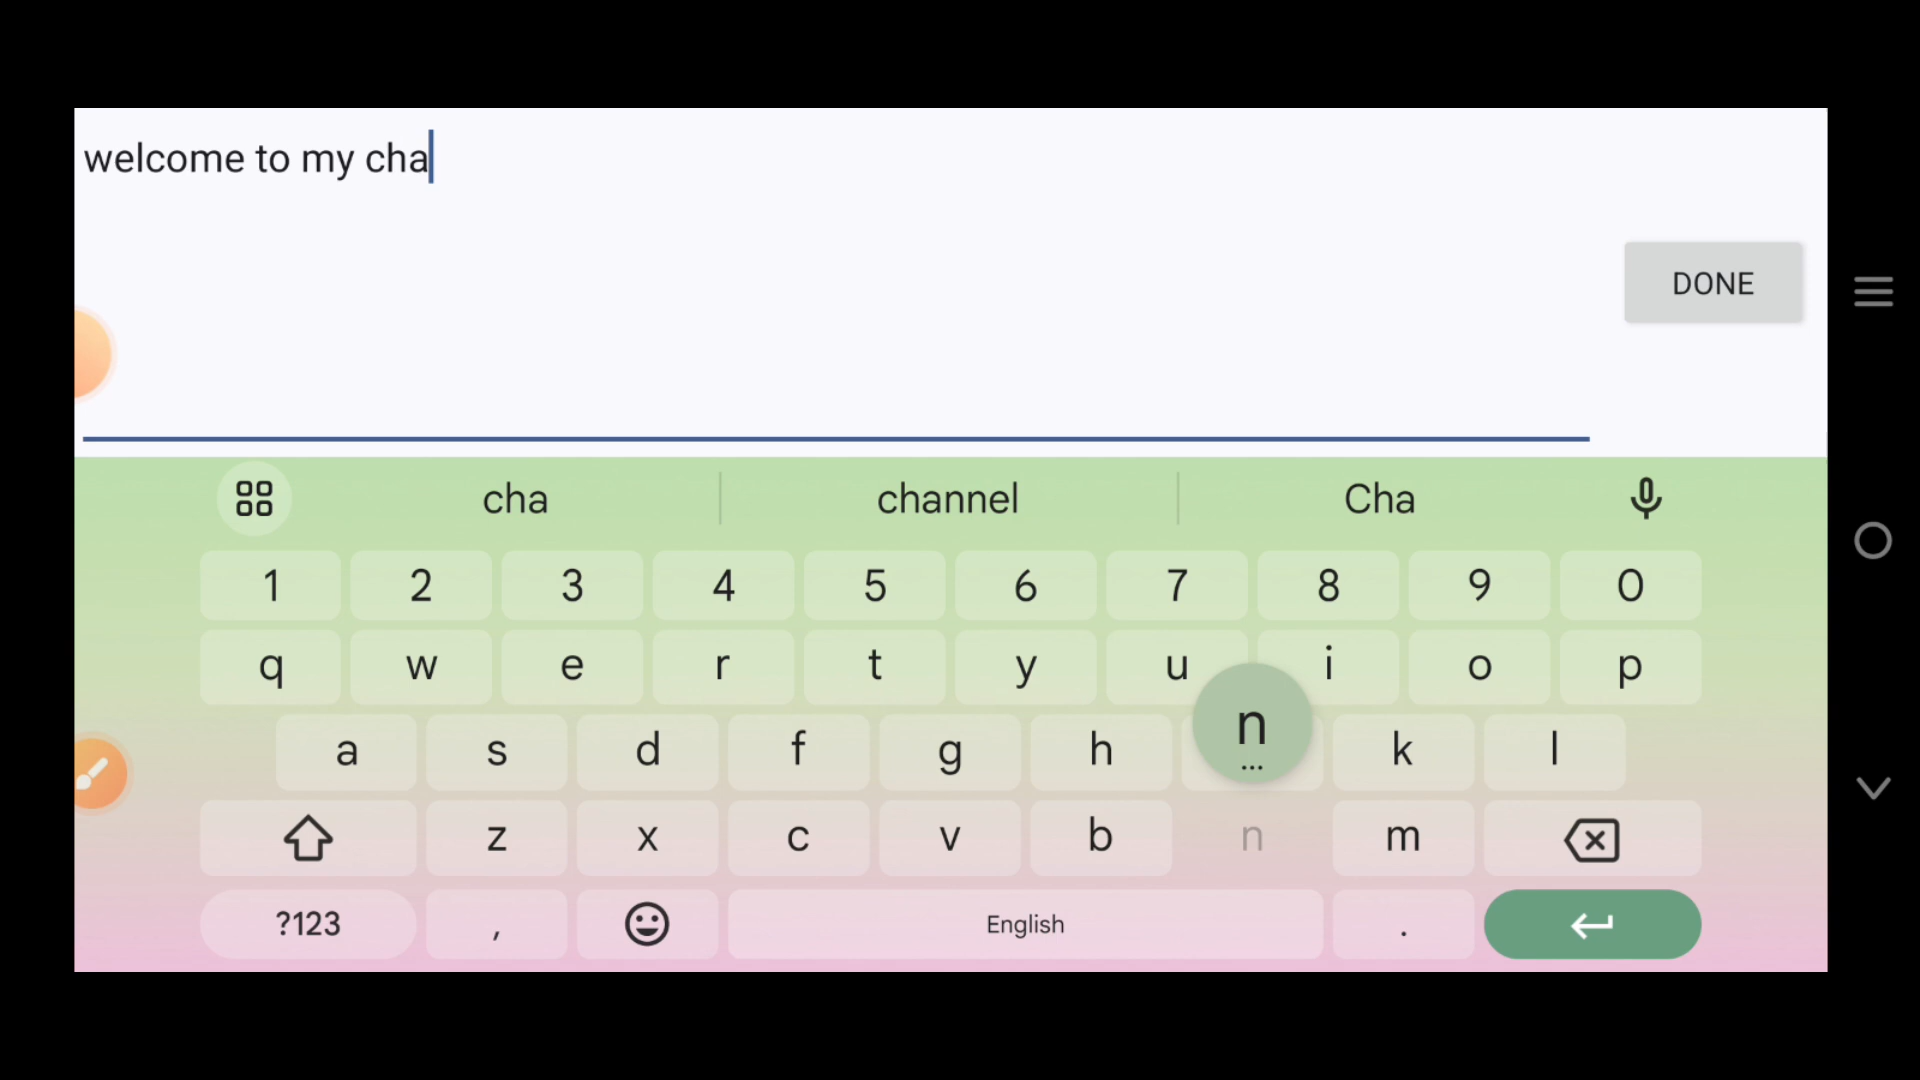 welcome to my cha
DONE
cha channel Cha
1 2 3 4 5 6 7 8 9 0
q w e r t y u i o p
n
a s d f g h k l
z x c v b n m
?123 , English .